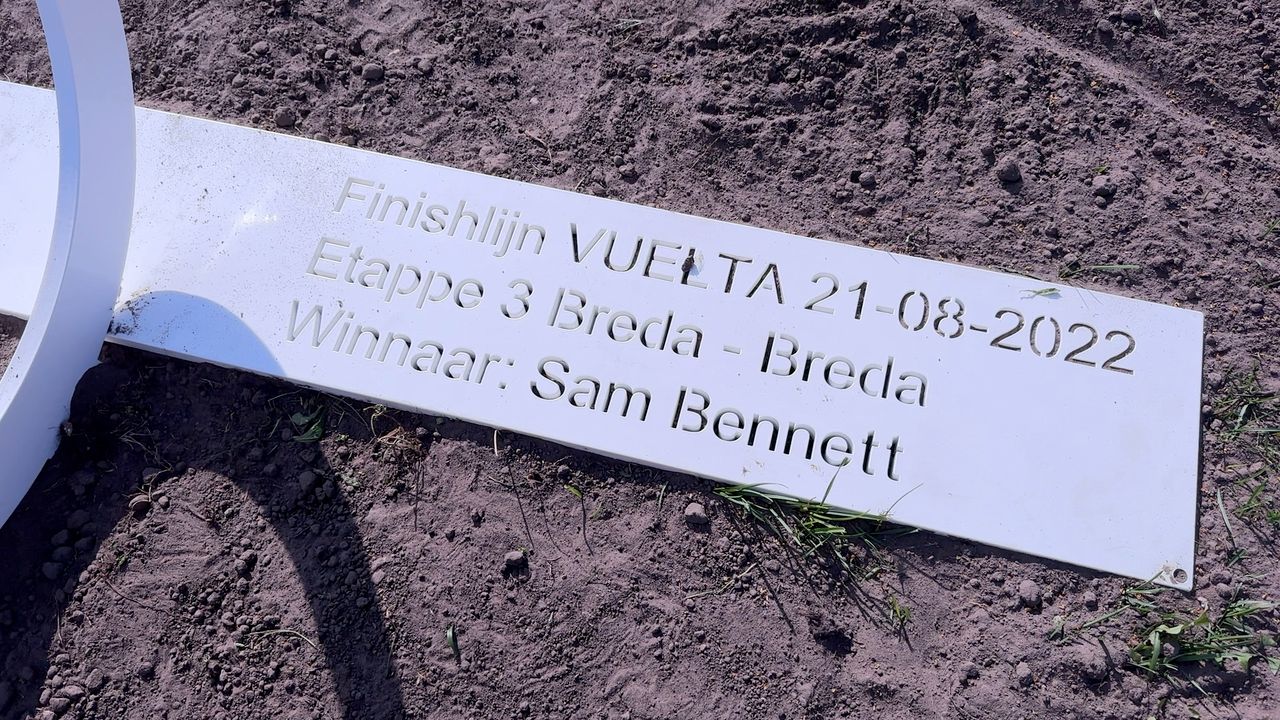 Finishlijn VUELTA 21-08-2022
Etappe 3 Breda - Breda
Winnaar: Sam Bennett